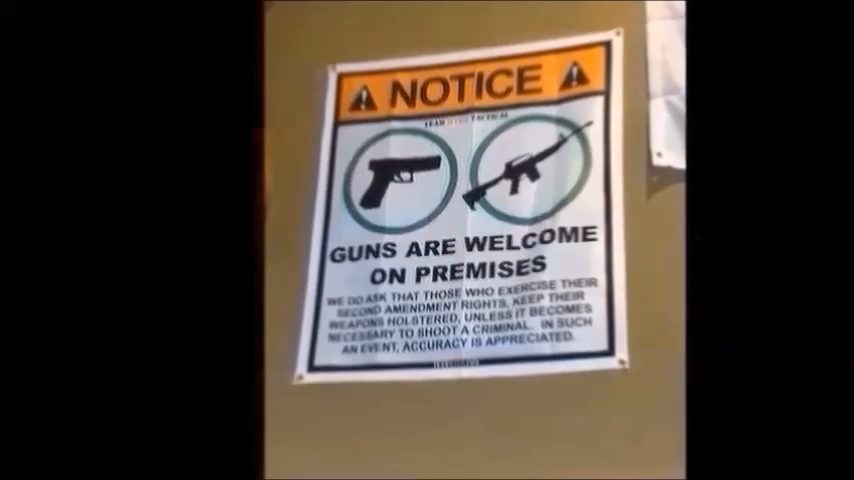 NOTICE
GUNS ARE WELCOME
ON PREMISES
WE DO ASK THAT THOSE WHO EXERCISE THEIR
SECOND AMENDMENT RIGHTS, KEEP THEIR
WEAPONS HOLSTERED, UNLESS IT BECOMES
NECESSARY TO SHOOT A CRIMINAL. IN SUCH
AN EVENT, ACCURACY IS APPRECIATED.